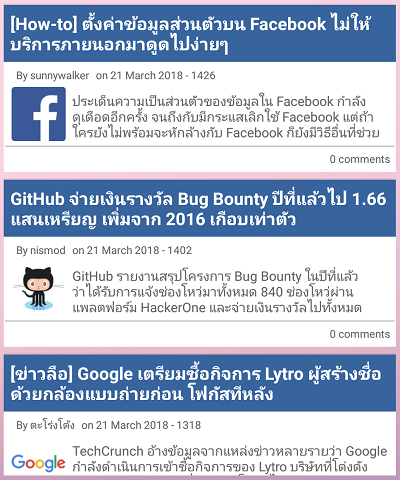 [How-to] ตั้งค่าข้อมูลส่วนตัวบน Facebook ไม่ให้
บริการภายนอกมาดูดไปง่ายๆ
By sunnywalker on 21 March 2018 - 1426
ประเด็นความเป็นส่วนตัวของข้อมูลใน Facebook กำลัง
ดุเดือดอีกครั้ง จนถึงกับมีกระแสเลิกใช้ Facebook แต่ถ้า
ใครยังไม่พร้อมจะหักล้างกับ Facebook ก็ยังมีวิธีอื่นที่ช่วย
0 comments
GitHub จ่ายเงินรางวัล Bug Bounty ปีที่แล้วไป 1.66
แสนเหรียญ เพิ่มจาก 2016 เกือบเท่าตัว
By nismod on 21 March 2018 - 1402
GitHub รายงานสรุปโครงการ Bug Bounty ในปีที่แล้ว
ว่าได้รับการแจ้งช่องโหว่มาทั้งหมด 840 ช่องโหว่ผ่าน
แพลตฟอร์ม HackerOne และจ่ายเงินรางวัลไปทั้งหมด
0 comments
[ข่าวลือ] Google เตรียมซื้อกิจการ Lytro ผู้สร้างชื่อ
ด้วยกล้องแบบถ่ายก่อน โฟกัสทีหลัง
By ตะโร่งโต้ง on 21 March 2018 - 1318
Google
TechCrunch อ้างข้อมูลจากแหล่งข่าวหลายรายว่า Google
กำลังดำเนินการเข้าซื้อกิจการของ Lytro บริษัทที่โด่งดัง